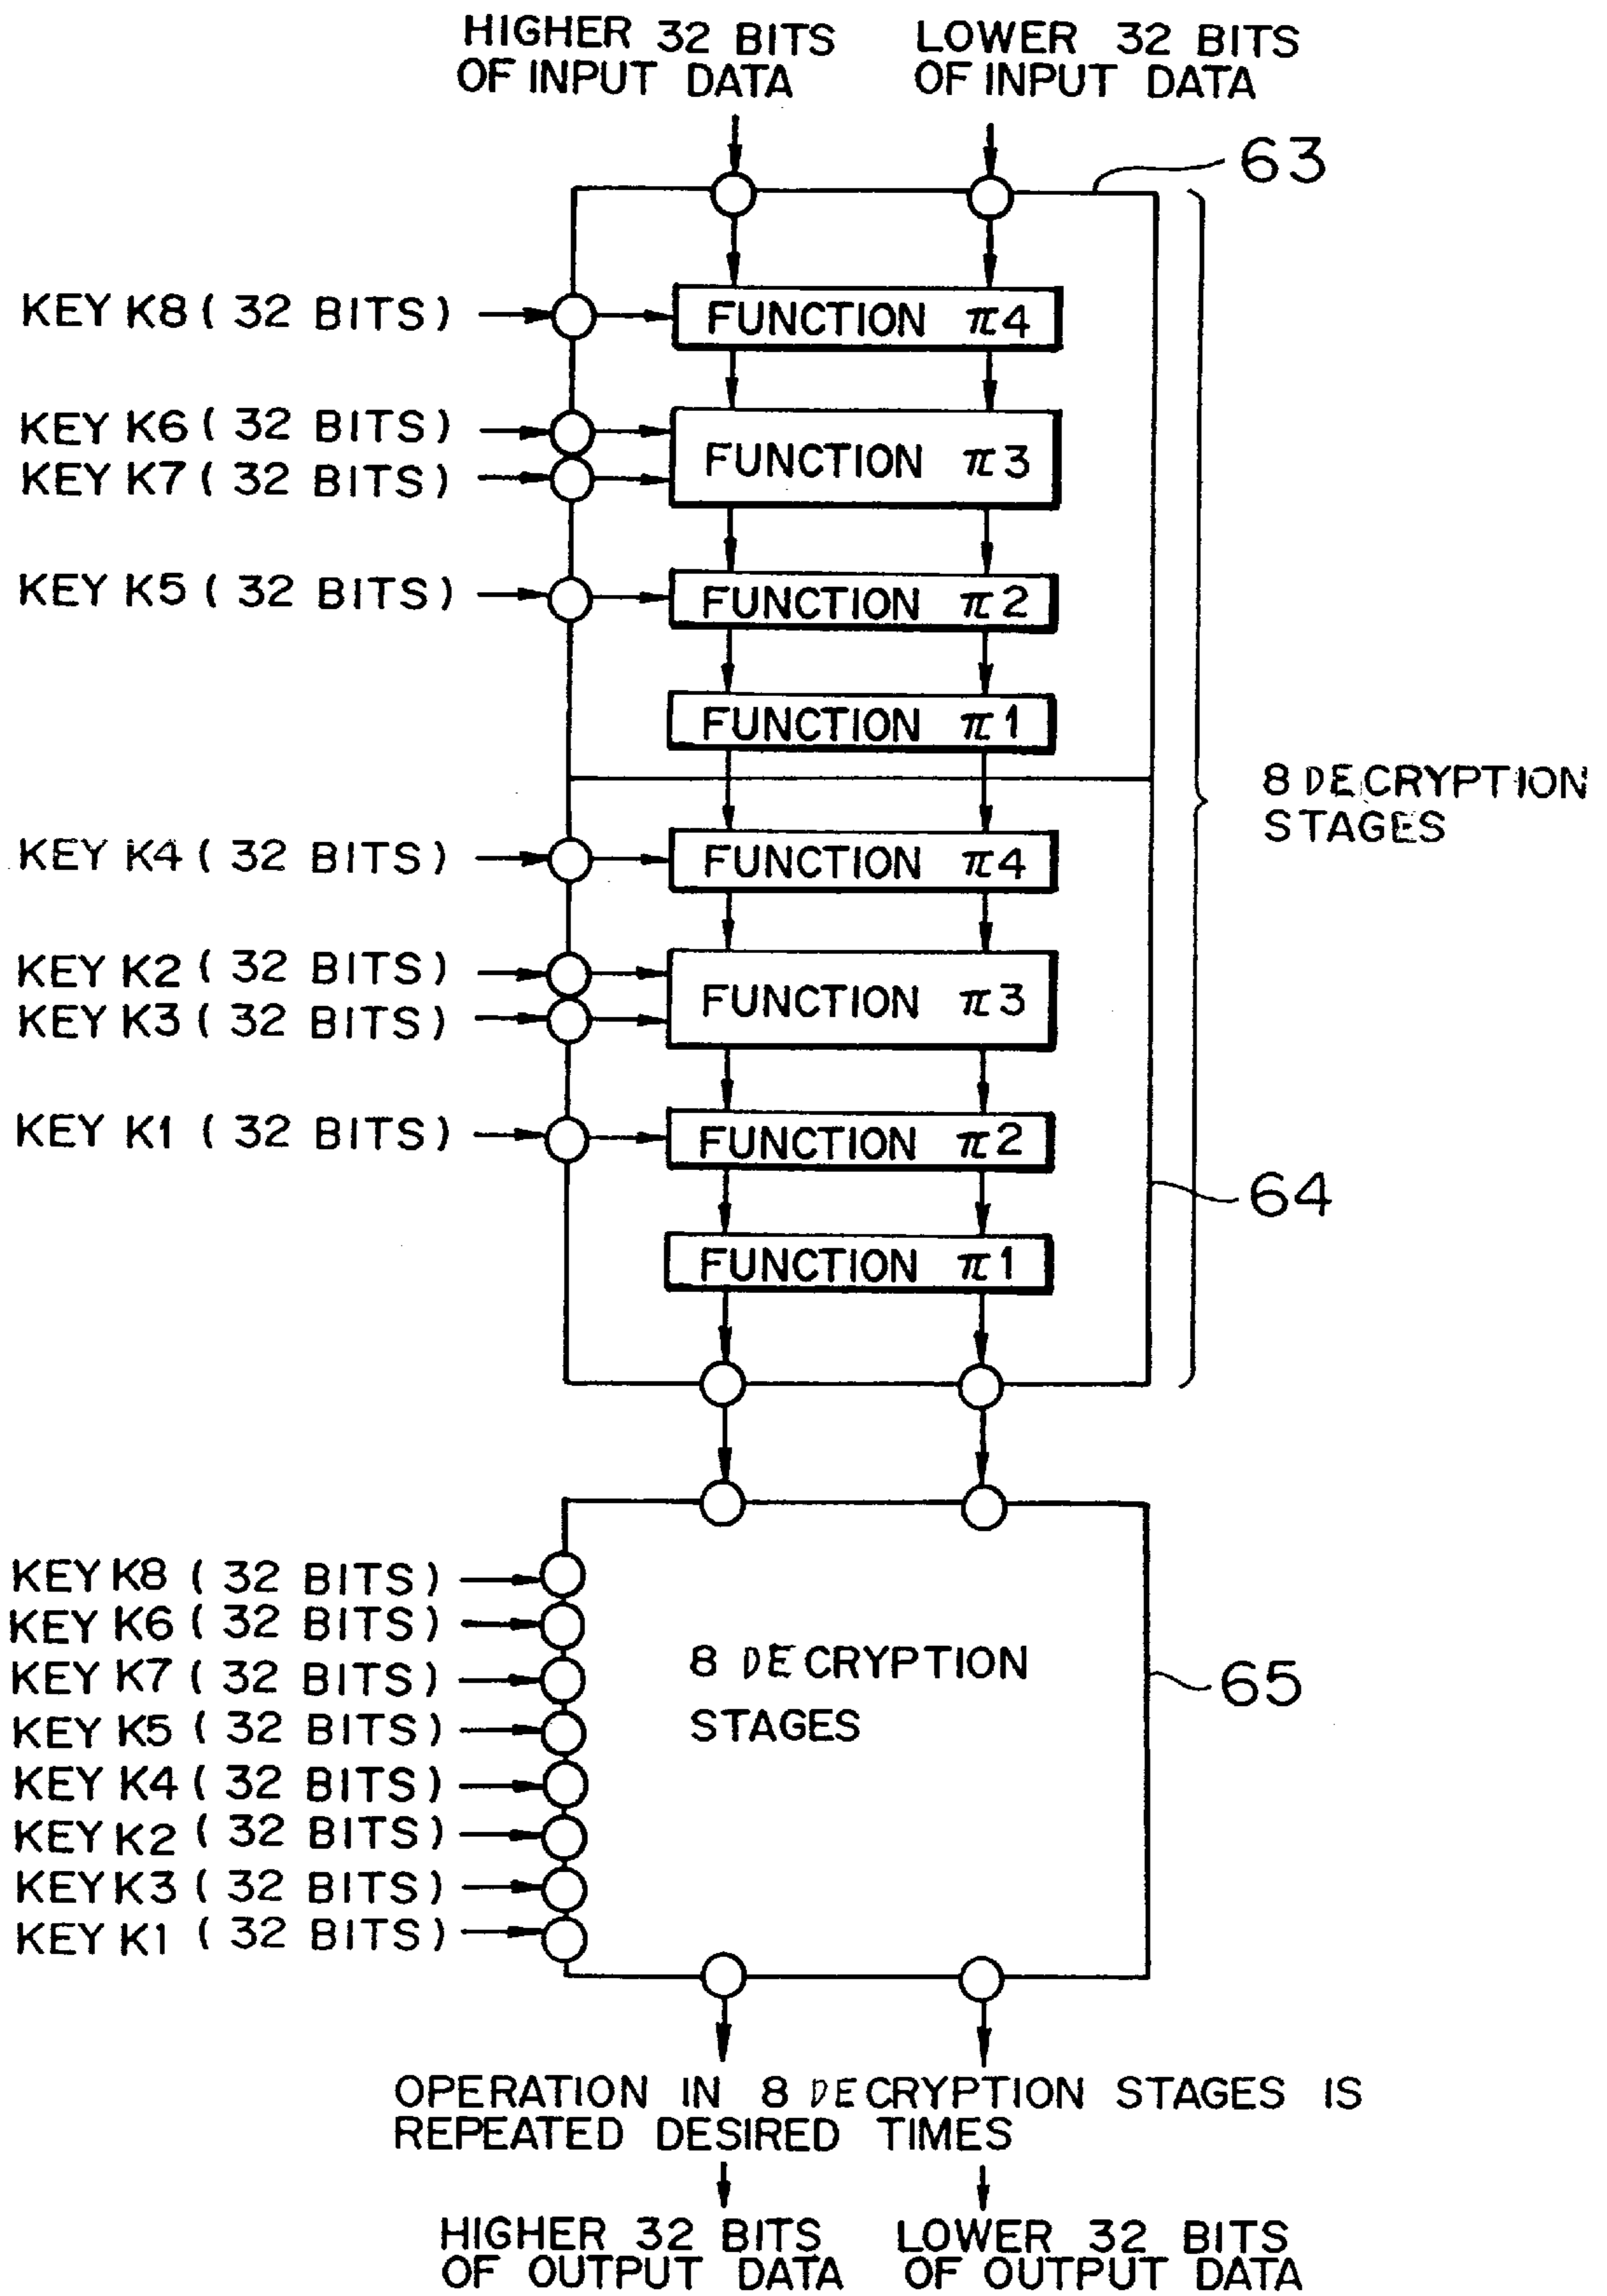 HIGHER 32 BITS
OF INPUT DATA
LOWER 32 BITS
OF INPUT DATA
63
KEY K8 ( 32 BITS )
FUNCTION π4
KEY K6 ( 32 BITS )
KEY K7 ( 32 BITS )
FUNCTION π3
KEY K5 ( 32 BITS )
FUNCTION π2
FUNCTION π1
8 DECRYPTION
STAGES
KEY K4 ( 32 BITS )
FUNCTION π4
KEY K2 ( 32 BITS )
KEY K3 ( 32 BITS )
FUNCTION π3
KEY K1 ( 32 BITS )
FUNCTION π2
64
FUNCTION π1
KEY K8 ( 32 BITS )
KEY K6 ( 32 BITS )
KEY K7 ( 32 BITS )
KEY K5 ( 32 BITS )
KEY K4 ( 32 BITS )
KEY K2 ( 32 BITS )
KEY K3 ( 32 BITS )
KEY K1 ( 32 BITS )
8 DECRYPTION
STAGES
65
OPERATION IN 8 DECRYPTION STAGES IS
REPEATED DESIRED TIMES
HIGHER 32 BITS
OF OUTPUT DATA
LOWER 32 BITS
OF OUTPUT DATA